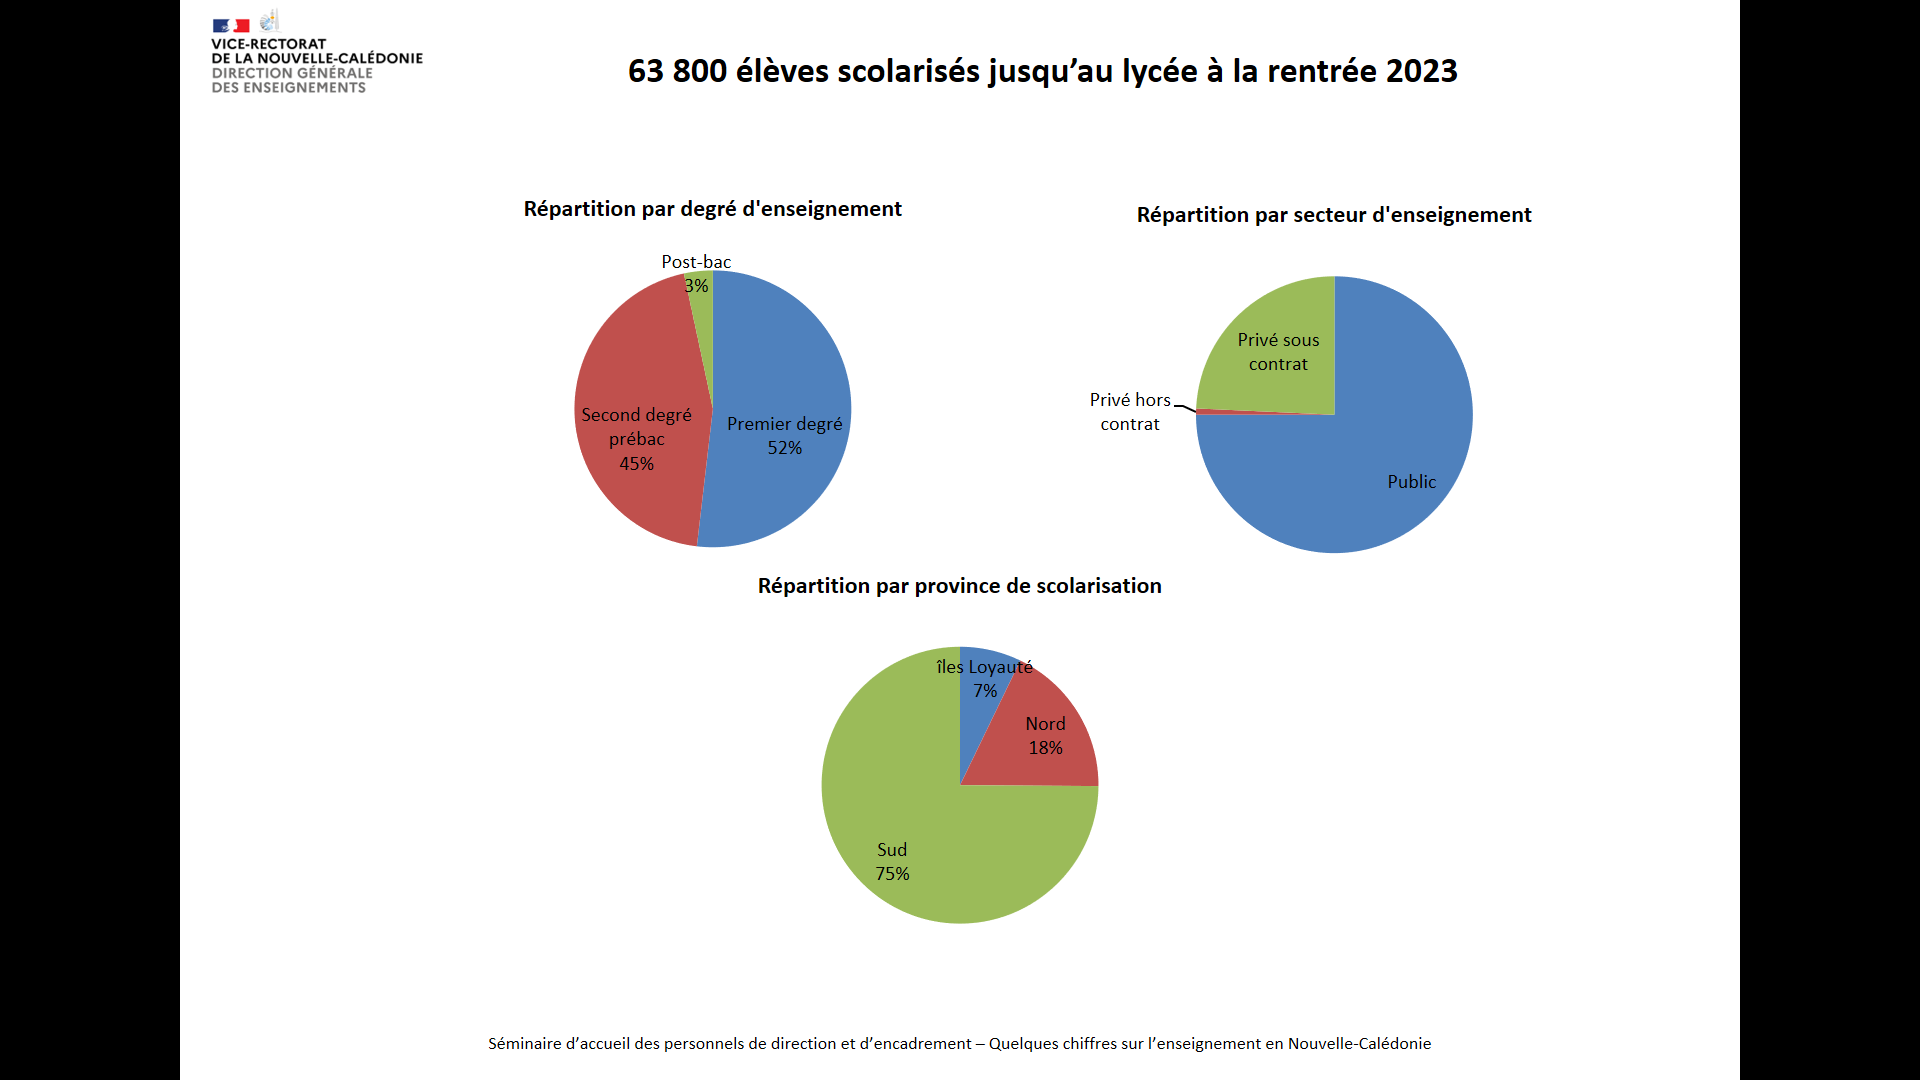 VICE-RECTORAT
DE LA NOUVELLE-CALÉDONIE
DIRECTION GÉNÉRALE
DES ENSEIGNEMENTS
63 800 élèves scolarisés jusqu’au lycée à la rentrée 2023
Répartition par degré d'enseignement
Post-bac
3%
Second degré
prébac
45%
Premier degré
52%
Répartition par secteur d'enseignement
Privé sous
contrat
Privé hors
contrat
Public
Répartition par province de scolarisation
îles Loyauté
7%
Nord
18%
Sud
75%
Séminaire d’accueil des personnels de direction et d’encadrement – Quelques chiffres sur l’enseignement en Nouvelle-Calédonie